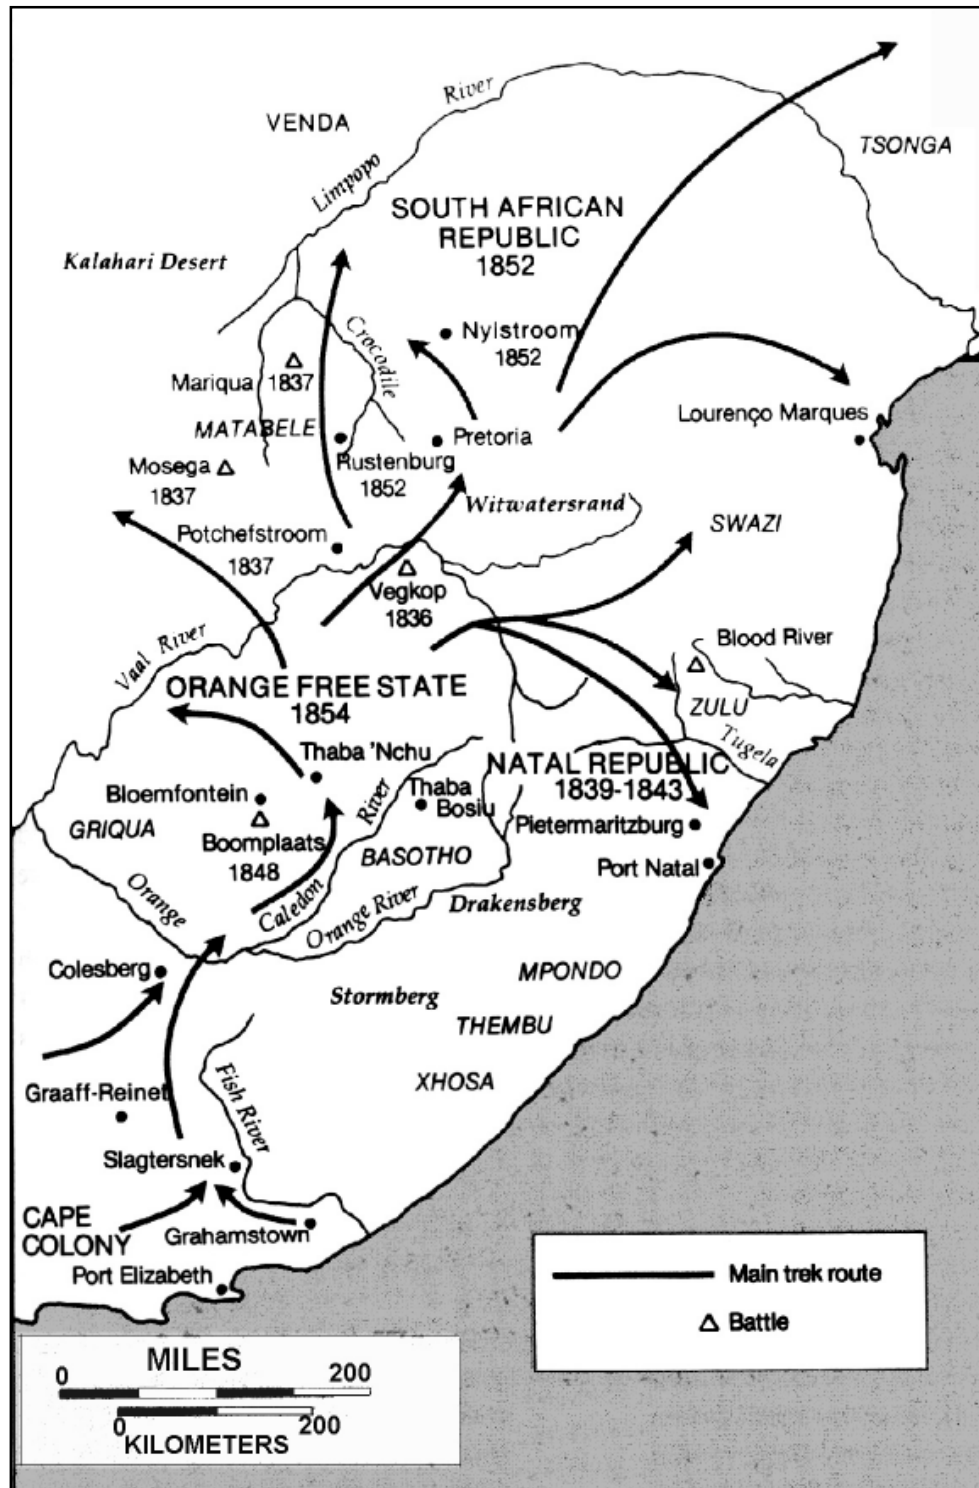 River
VENDA
TSONGA
Limpopo
SOUTH AFRICAN
REPUBLIC
1852
Kalahari Desert
Crocodile
Nylstroom
1852
Mariqua 1837
Lourenço Marques
MATABELE
Pretoria
Mosega
1837
Rustenburg
1852
Witwatersrand
SWAZI
Potchefstroom
1837
Vegkop
1836
Vaal River
Blood River
ORANGE FREE STATE
1854
ZULU
Tugela
Thaba 'Nchu
NATAL REPUBLIC
1839-1843
River
Thaba
Bosiu
Bloemfontein
Pietermaritzburg
GRIQUA
Boomplaats
1848
BASOTHO
Port Natal
Orange
Caledon
Orange River
Drakensberg
Colesberg
MPONDO
Stormberg
THEMBU
Fish River
XHOSA
Graaff-Reinet
Slagtersnek
CAPE
COLONY
Grahamstown
Port Elizabeth
Main trek route
Battle
MILES
0 200
0 200
KILOMETERS